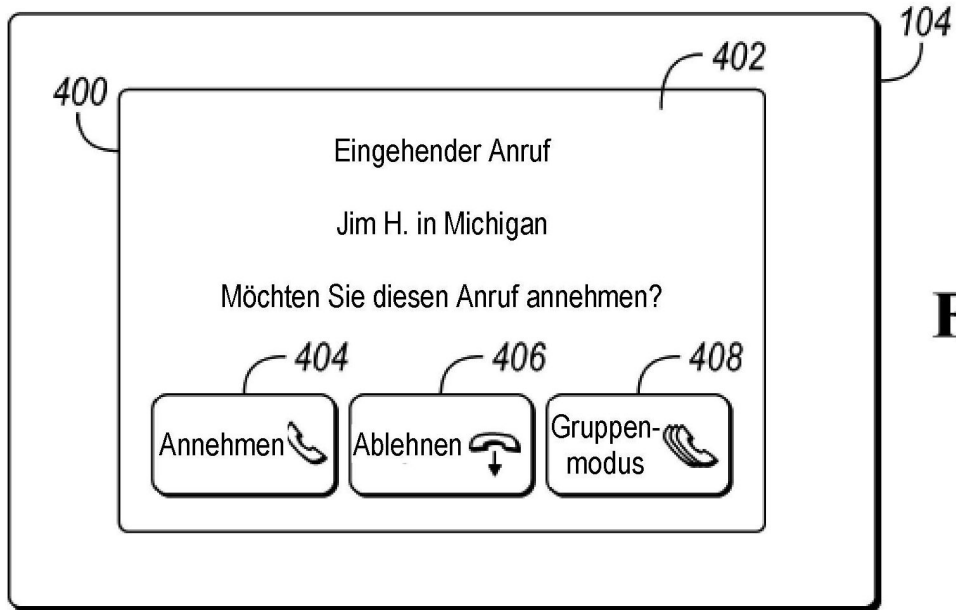 104
402
400
Eingehender Anruf
Jim H. in Michigan
Möchten Sie diesen Anruf annehmen?
404
406
408
Annehmen
Ablehnen
Gruppen-
modus